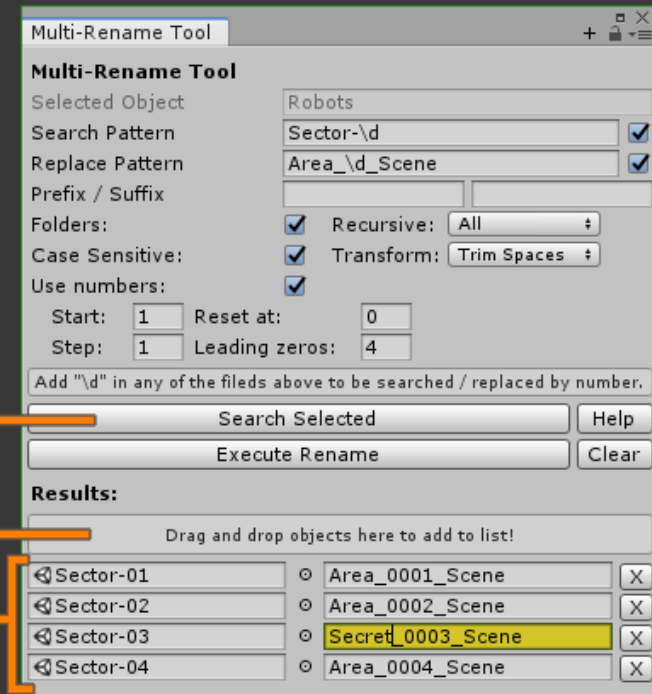 Multi-Rename Tool
Multi-Rename Tool
Selected Object Robots
Search Pattern Sector-\d
Replace Pattern Area_\d_Scene
Prefix / Suffix
Folders: Recursive: All
Case Sensitive: Transform: Trim Spaces
Use numbers:
Start: 1 Reset at: 0
Step: 1 Leading zeros: 4
Add "\d" in any of the fileds above to be searched / replaced by number.
Search Selected Help
Execute Rename Clear
Results:
Drag and drop objects here to add to list!
Sector-01 Area_0001_Scene X
Sector-02 Area_0002_Scene X
Sector-03 Secret_0003_Scene X
Sector-04 Area_0004_Scene X